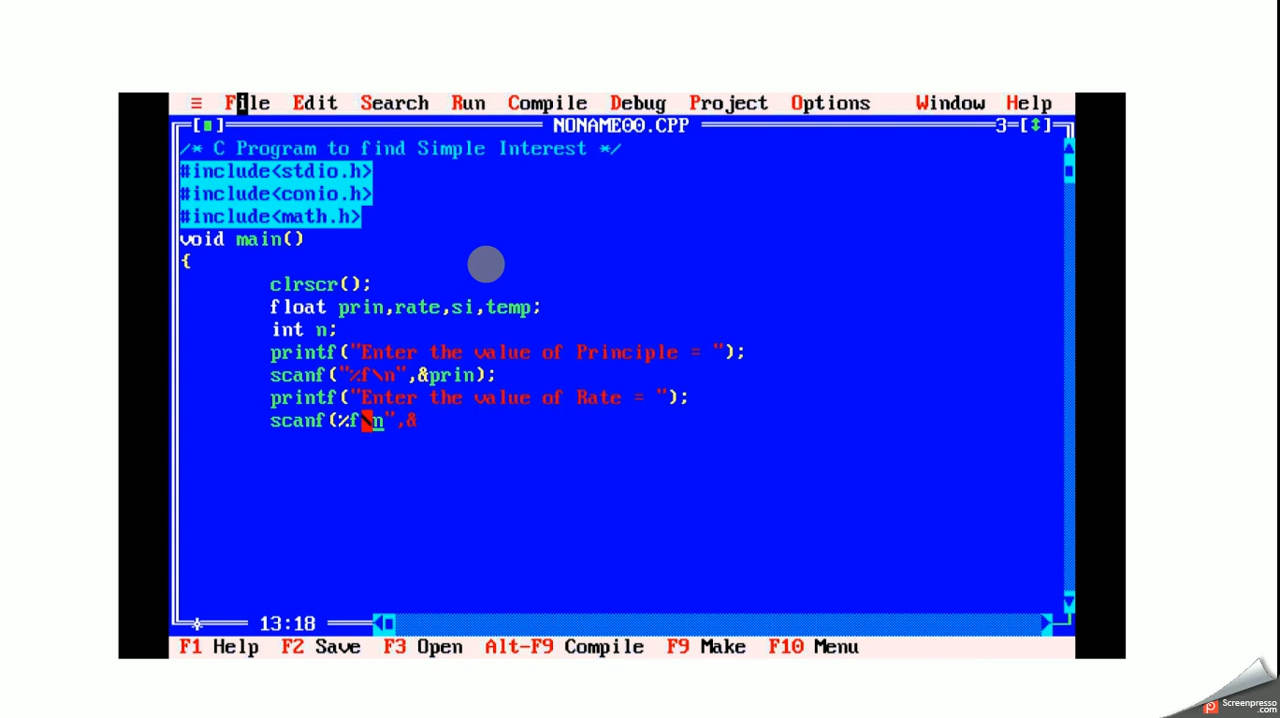 ≡ File Edit Search Run Compile Debug Project Options Window Help
[■] NONAME00.CPP 3=[↕]
/* C Program to find Simple Interest */
#include<stdio.h>
#include<conio.h>
#include<math.h>
void main()
{
clrscr();
float prin,rate,si,temp;
int n;
printf("Enter the value of Principle = ");
scanf("%f\n",&prin);
printf("Enter the value of Rate = ");
scanf(%f\n",&
13:18
F1 Help F2 Save F3 Open Alt-F9 Compile F9 Make F10 Menu
Screenpresso
.com